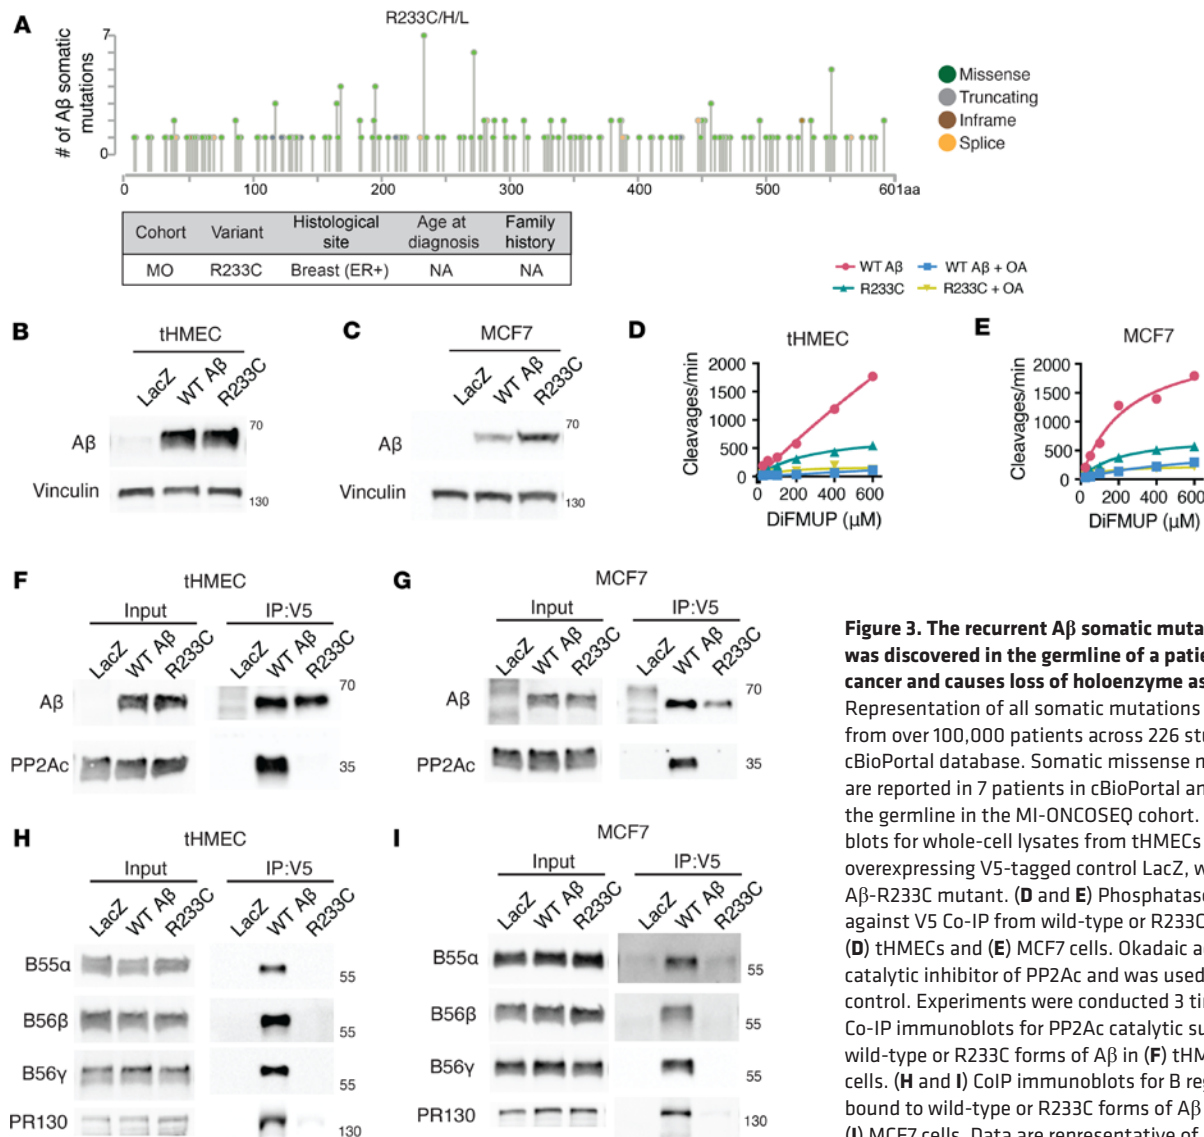 A
R233C/H/L
# of Aβ somatic
mutations
7
0
0
100
200
300
400
500
601aa
Missense
Truncating
Inframe
Splice
Cohort Variant Histological site Age at diagnosis Family history
MO R233C Breast (ER+) NA NA
WT Aβ WT Aβ + OA
R233C R233C + OA
B
tHMEC
LacZ WT Aβ R233C
Aβ 70
Vinculin 130
C
MCF7
LacZ WT Aβ R233C
Aβ 70
Vinculin 130
D
tHMEC
Cleavages/min
2000
1500
1000
500
0
200 400 600
DiFMUP (μM)
E
MCF7
Cleavages/min
2000
1500
1000
500
0
0 200 400 600
DiFMUP (μM)
F
tHMEC
Input IP:V5
LacZ WT Aβ R233C LacZ WT Aβ R233C
Aβ 70
PP2Ac 35
G
MCF7
Input IP:V5
LacZ WT Aβ R233C LacZ WT Aβ R233C
Aβ 70
PP2Ac 35
H
tHMEC
Input IP:V5
LacZ WT Aβ R233C LacZ WT Aβ R233C
B55α 55
B56β 55
B56γ 55
PR130 130
I
MCF7
Input IP:V5
LacZ WT Aβ R233C LacZ WT Aβ R233C
B55α 55
B56β 55
B56γ 55
PR130 130
Figure 3. The recurrent Aβ somatic muta
was discovered in the germline of a patie
cancer and causes loss of holoenzyme as
Representation of all somatic mutations
from over 100,000 patients across 226 st
cBioPortal database. Somatic missense m
are reported in 7 patients in cBioPortal an
the germline in the MI-ONCOSEQ cohort.
blots for whole-cell lysates from tHMECs
overexpressing V5-tagged control LacZ, w
Aβ-R233C mutant. (D and E) Phosphatase
against V5 Co-IP from wild-type or R233C
(D) tHMECs and (E) MCF7 cells. Okadaic a
catalytic inhibitor of PP2Ac and was used
control. Experiments were conducted 3 ti
Co-IP immunoblots for PP2Ac catalytic su
wild-type or R233C forms of Aβ in (F) tHM
cells. (H and I) CoIP immunoblots for B re
bound to wild-type or R233C forms of Aβ
(I) MCF7 cells. Data are representative of